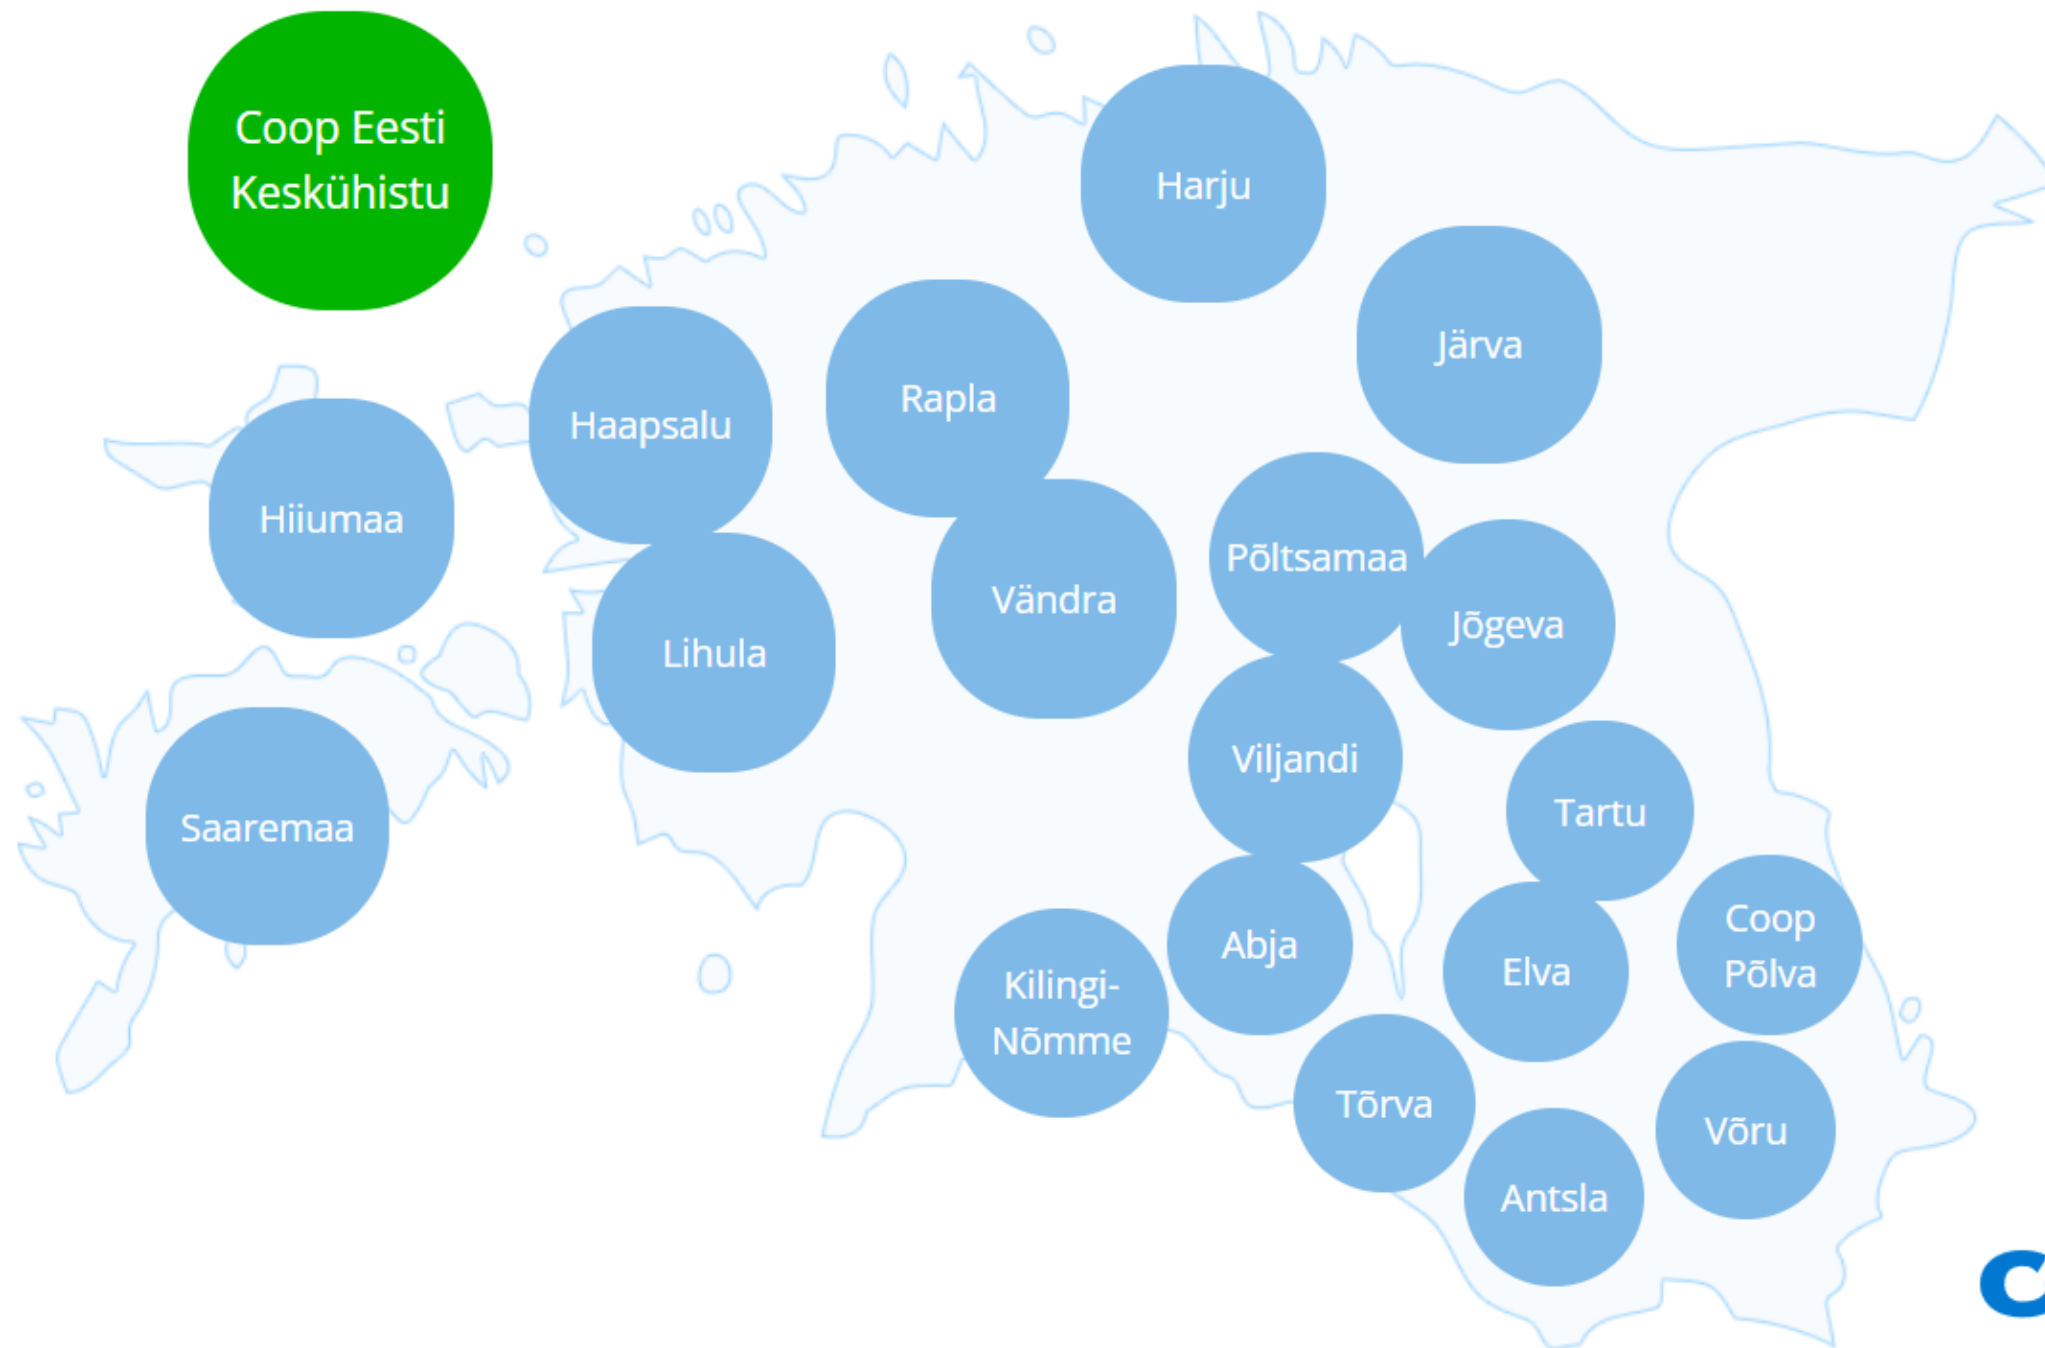 Coop Eesti
Keskühistu
Harju
Järva
Rapla
Haapsalu
Hiiumaa
Põltsamaa
Vändra
Jõgeva
Lihula
Viljandi
Tartu
Saaremaa
Coop
Põlva
Abja
Elva
Kilingi-
Nõmme
Tõrva
Võru
Antsla